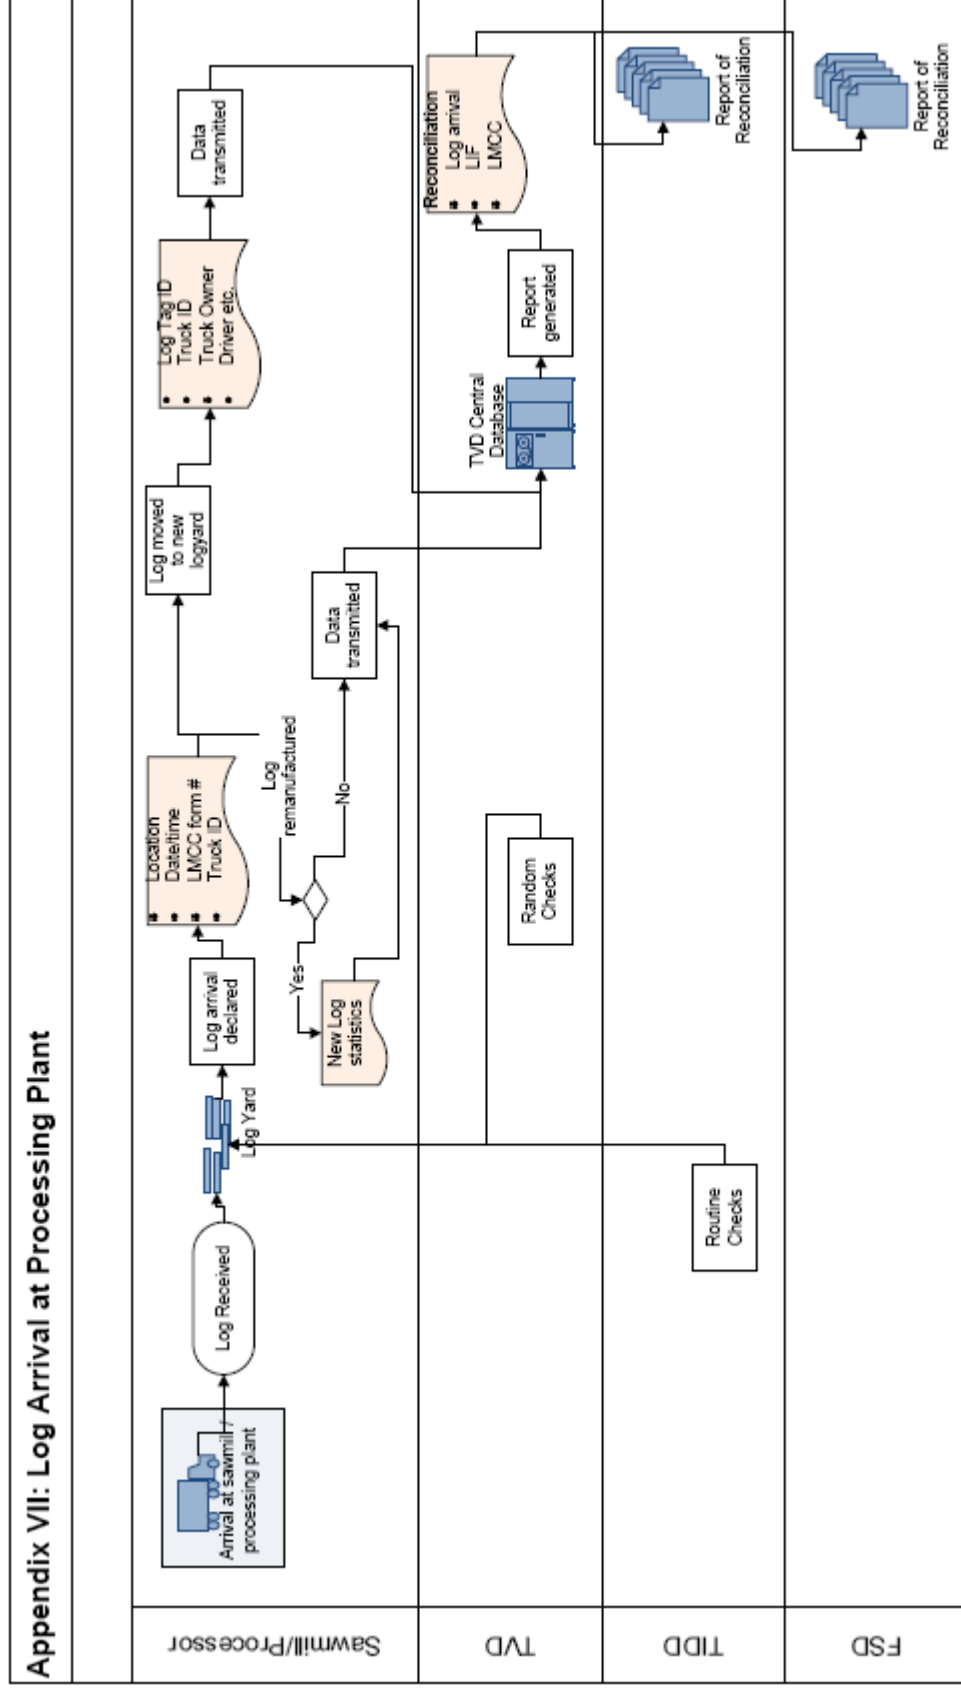 Appendix VII: Log Arrival at Processing Plant
Sawmill/Processor
Arrival at sawmill /
processing plant
Log Received
Log Yard
Log arrival
declared
Location
Date/time
LMCC form #
Truck ID
Log moved
to new
logyard
Log Tag ID
Truck ID
Truck Owner
Driver etc.
Data
transmitted
Log
remanufactured
Yes
No
New Log
statistics
Data
transmitted
TVD
Random
Checks
TVD Central
Database
Report
generated
Reconciliation
Log arrival
LIF
LMCC
TIDD
Routine
Checks
Report of
Reconciliation
FSD
Report of
Reconciliation